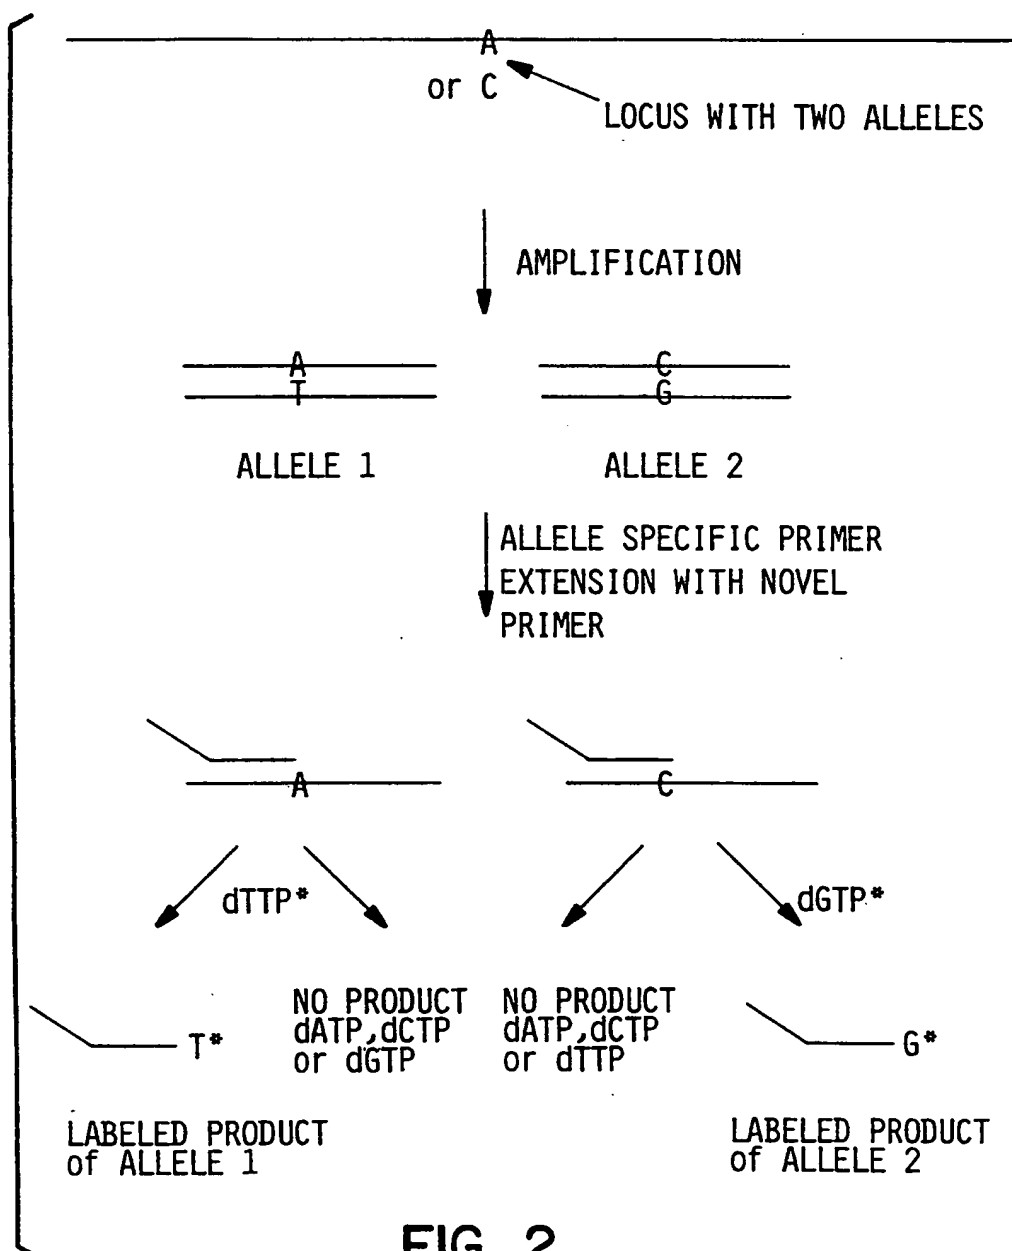 A
or C
LOCUS WITH TWO ALLELES
AMPLIFICATION
A
T
C
G
ALLELE 1
ALLELE 2
ALLELE SPECIFIC PRIMER
EXTENSION WITH NOVEL
PRIMER
A
C
dTTP*
dGTP*
NO PRODUCT
dATP,dCTP
or dGTP
NO PRODUCT
dATP,dCTP
or dTTP
T*
G*
LABELED PRODUCT
of ALLELE 1
LABELED PRODUCT
of ALLELE 2
FIG. 2